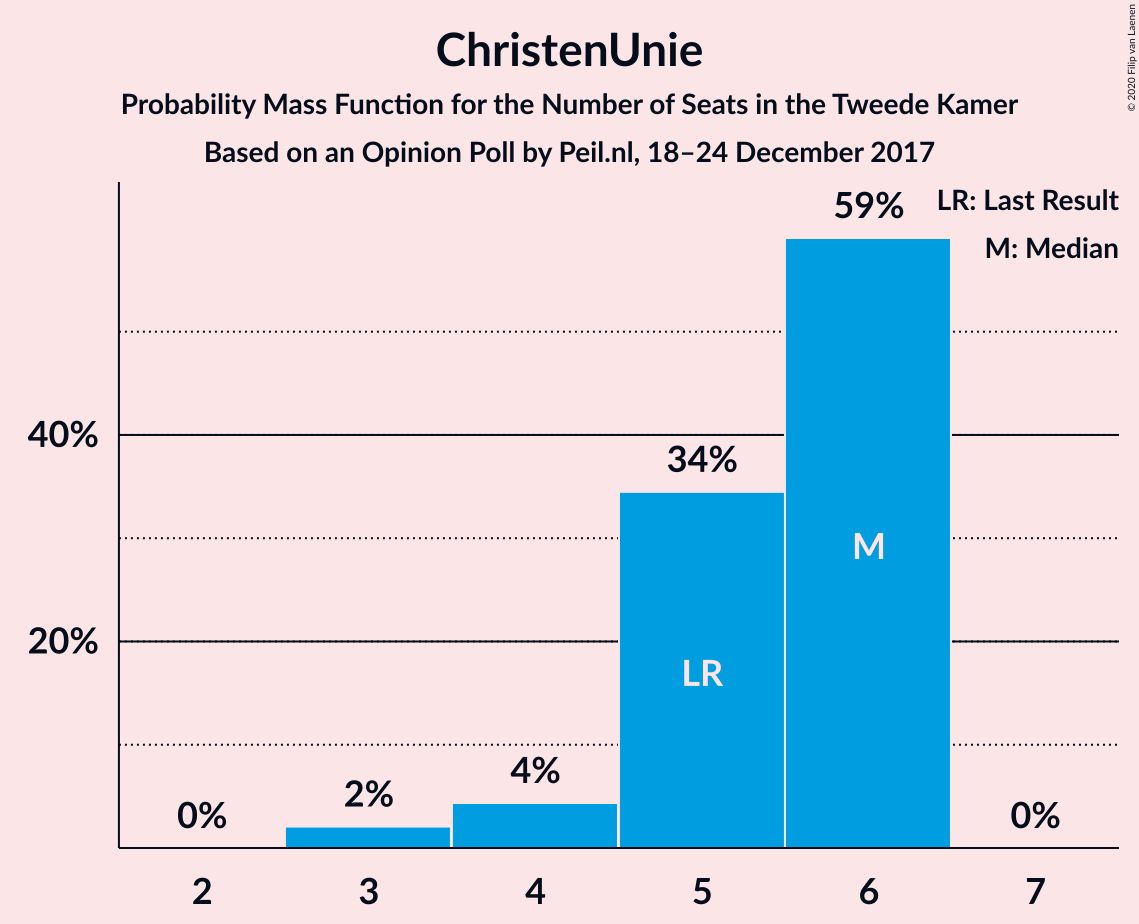 ChristenUnie
Probability Mass Function for the Number of Seats in the Tweede Kamer
Based on an Opinion Poll by Peil.nl, 18–24 December 2017
© 2020 Filip van Laenen
LR: Last Result
M: Median
59%
40%
34%
M
20%
LR
4%
2%
0%
0%
2 3 4 5 6 7